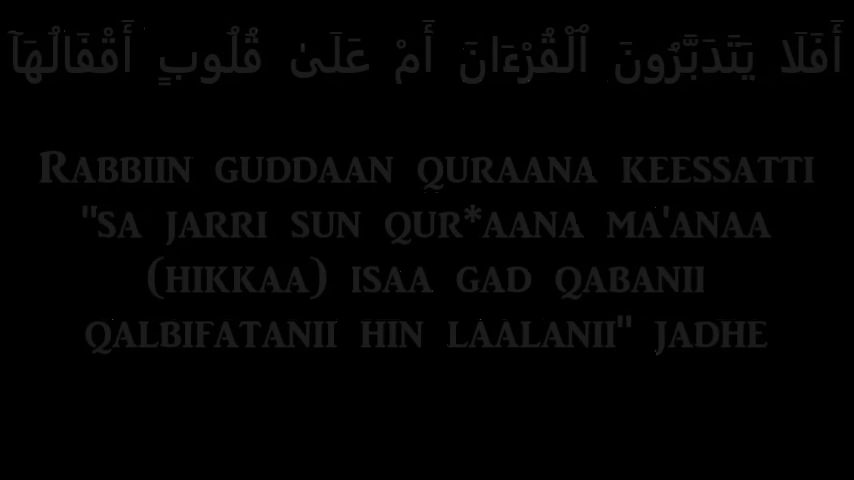 أَفَلَا يَتَدَبَّرُونَ ٱلْقُرْءَانَ أَمْ عَلَىٰ قُلُوبٍ أَقْفَالُهَآ
Rabbiin guddaan quraana keessatti
"sa jarri sun qur*aana ma'anaa
(hikkaa) isaa gad qabanii
qalbifatanii hin laalanii" jadhe